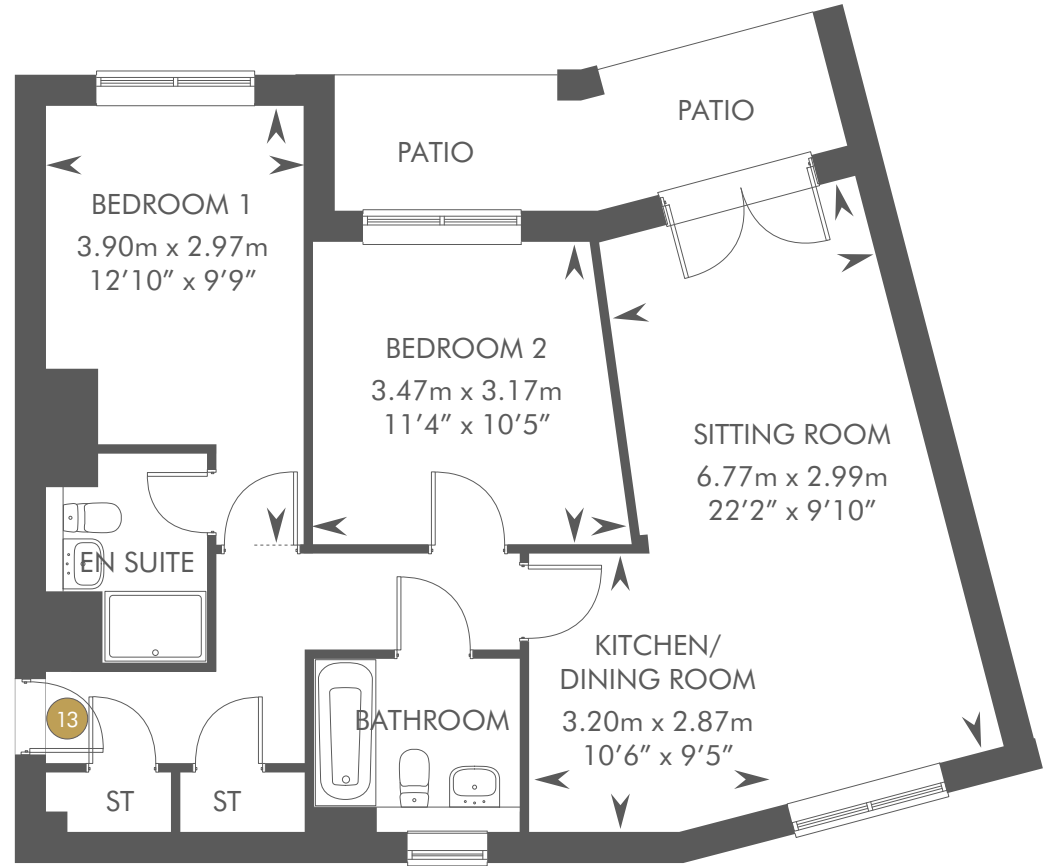 PATIO
PATIO
BEDROOM 1
3.90m x 2.97m
12’10” x 9’9”
BEDROOM 2
3.47m x 3.17m
11’4” x 10’5”
SITTING ROOM
6.77m x 2.99m
22’2” x 9’10”
EN SUITE
KITCHEN/
DINING ROOM
3.20m x 2.87m
10’6” x 9’5”
13
BATHROOM
ST
ST